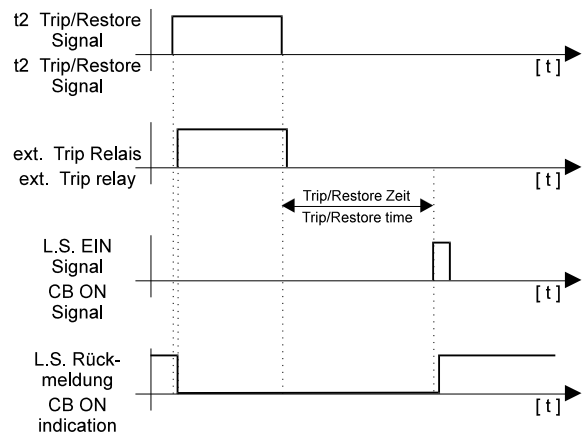 t2 Trip/Restore
Signal
t2 Trip/Restore
Signal
[ t ]
ext. Trip Relais
ext. Trip relay
[ t ]
Trip/Restore Zeit
Trip/Restore time
L.S. EIN
Signal
CB ON
Signal
[ t ]
L.S. Rück-
meldung
CB ON
indication
[ t ]